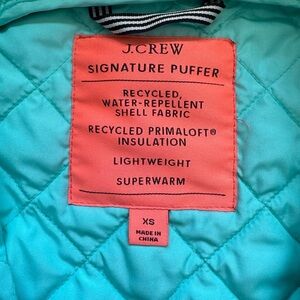 J.CREW
SIGNATURE PUFFER
RECYCLED,
WATER-REPELLENT
SHELL FABRIC
RECYCLED PRIMALOFT®
INSULATION
LIGHTWEIGHT
SUPERWARM
XS
MADE IN
CHINA